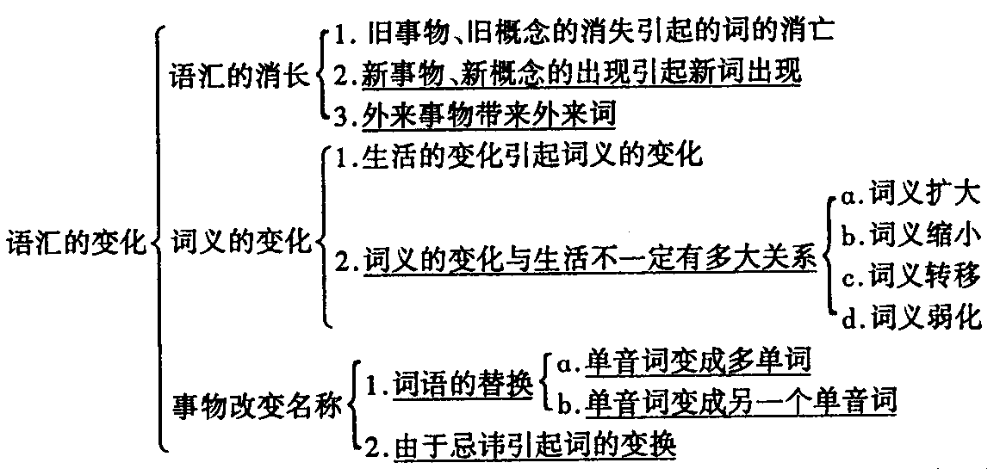 语汇的变化
语汇的消长
1. 旧事物、旧概念的消失引起的词的消亡
2.新事物、新概念的出现引起新词出现
3.外来事物带来外来词
词义的变化
1.生活的变化引起词义的变化
2.词义的变化与生活不一定有多大关系
a.词义扩大
b.词义缩小
c.词义转移
d.词义弱化
事物改变名称
1.词语的替换
a.单音词变成多单词
b.单音词变成另一个单音词
2.由于忌讳引起词的变换